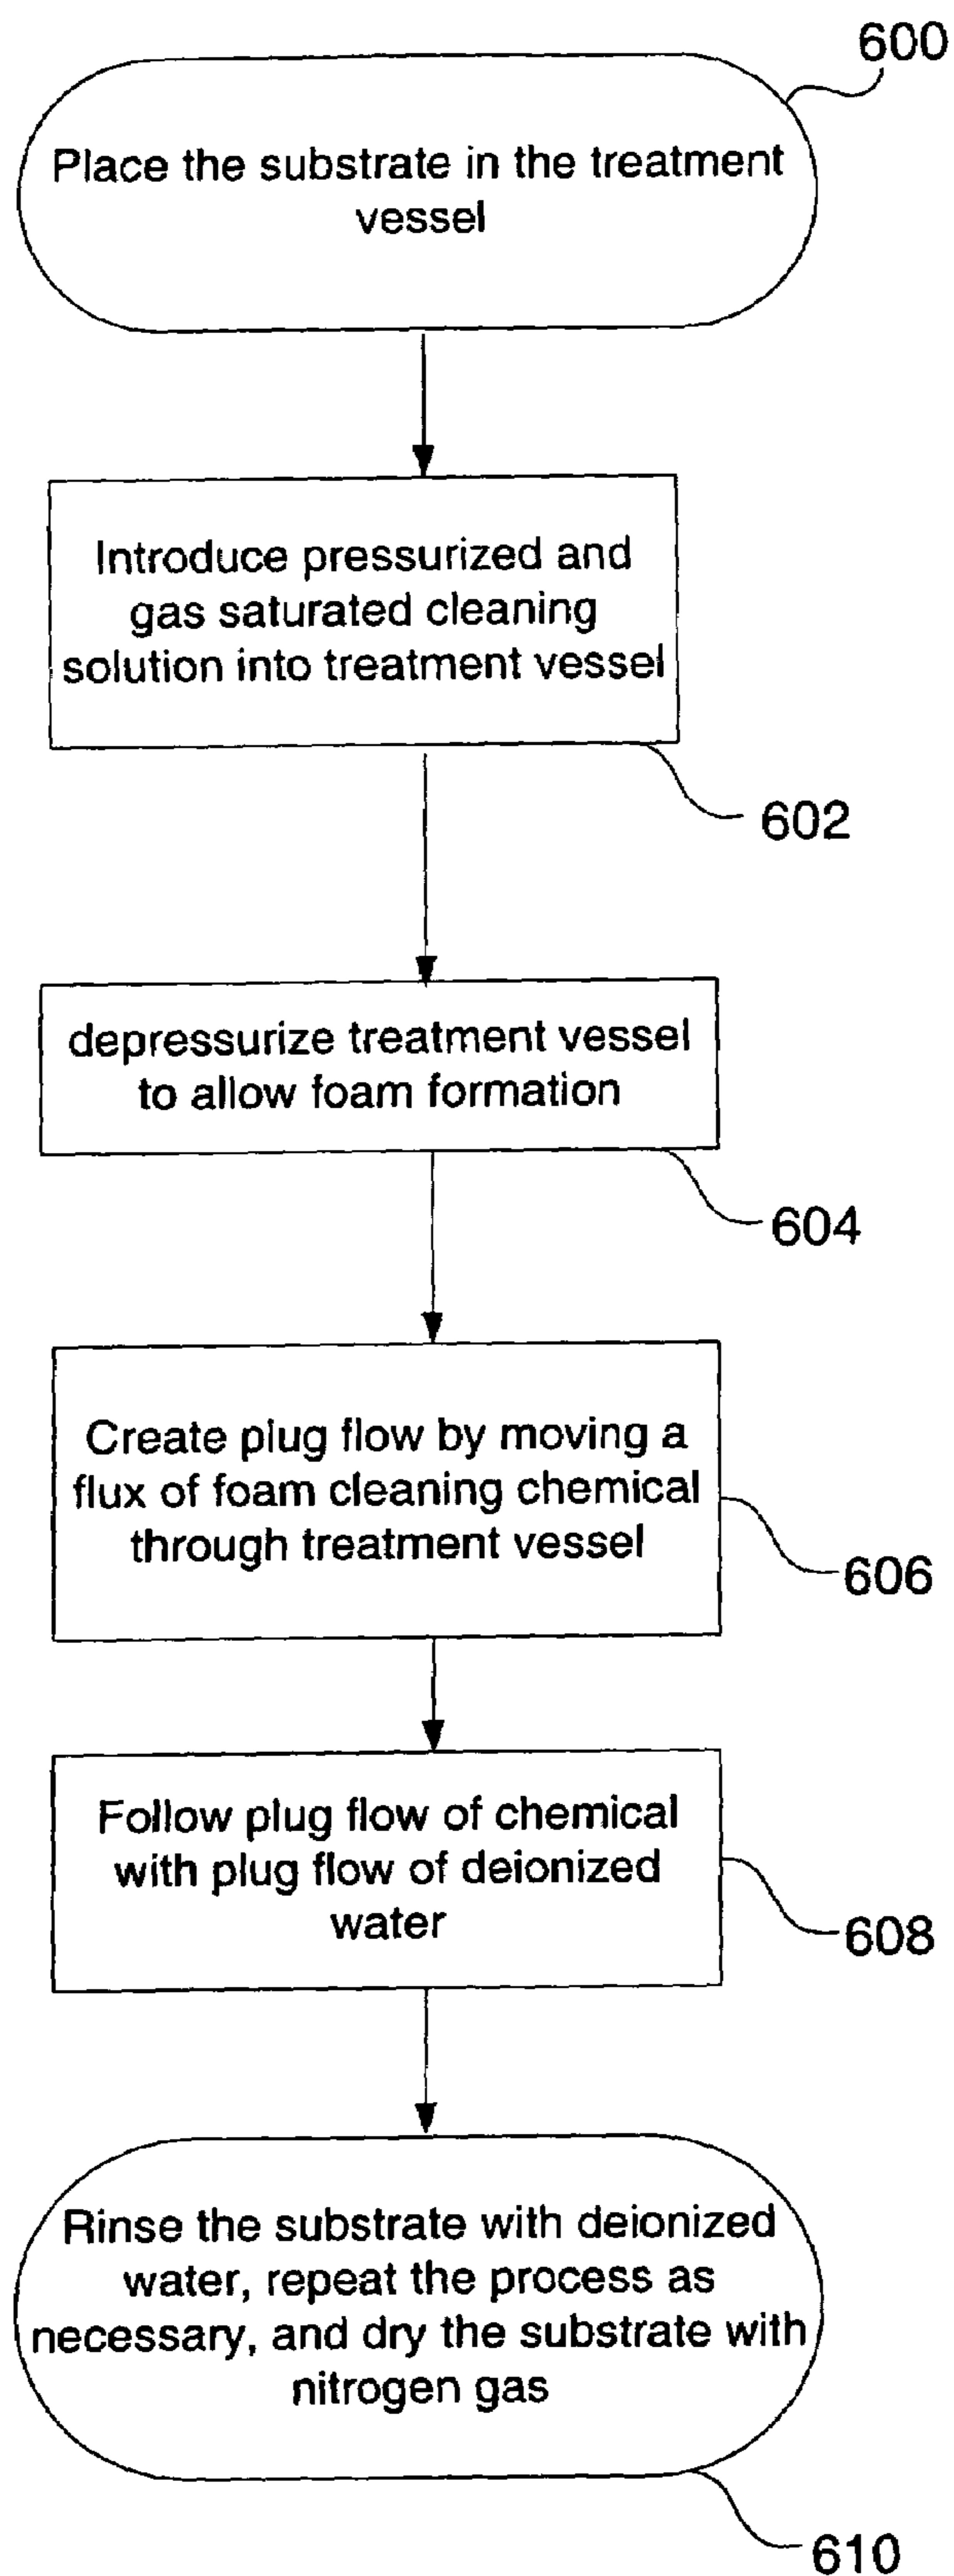 600
Place the substrate in the treatment
vessel
Introduce pressurized and
gas saturated cleaning
solution into treatment vessel
602
depressurize treatment vessel
to allow foam formation
604
Create plug flow by moving a
flux of foam cleaning chemical
through treatment vessel
606
Follow plug flow of chemical
with plug flow of deionized
water
608
Rinse the substrate with deionized
water, repeat the process as
necessary, and dry the substrate with
nitrogen gas
610